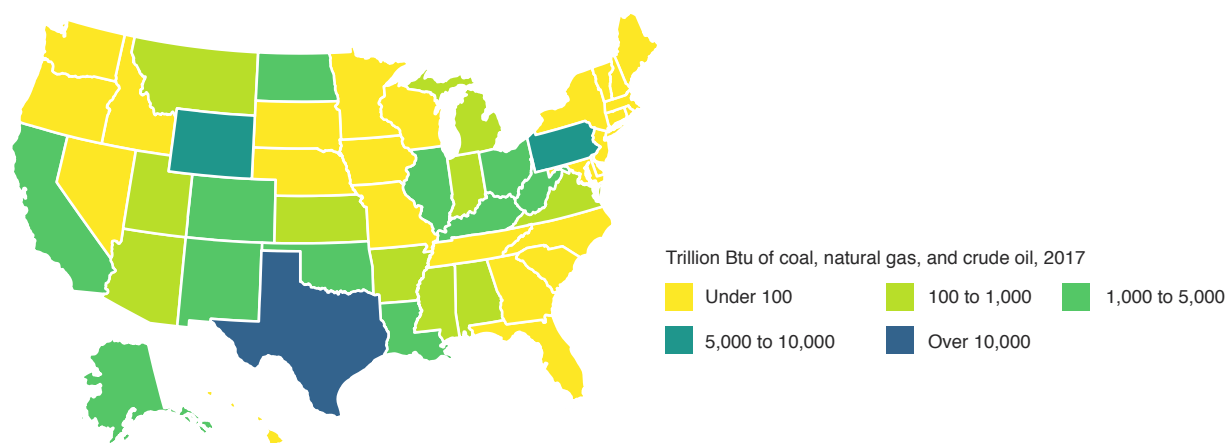 Trillion Btu of coal, natural gas, and crude oil, 2017
Under 100
100 to 1,000
1,000 to 5,000
5,000 to 10,000
Over 10,000